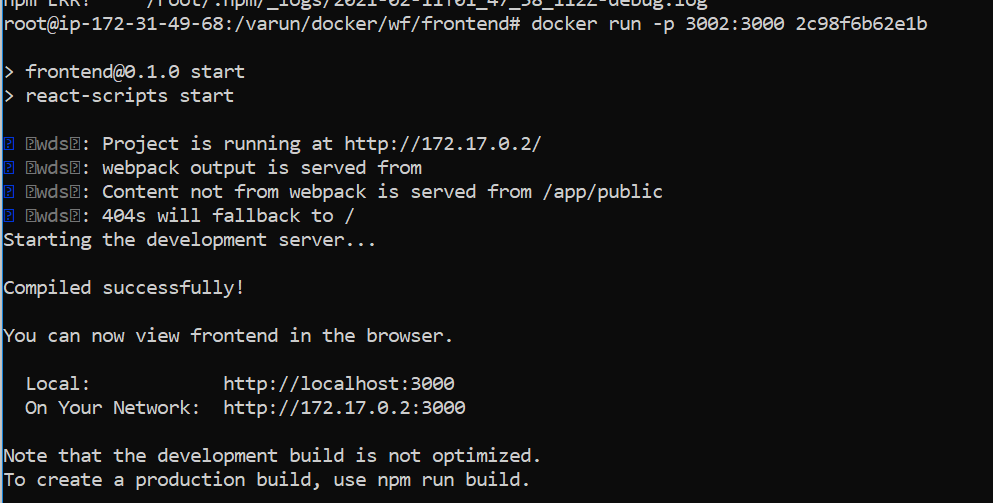 npm ERR!     /root/.npm/_logs/2021-02-11T01_47_58_112Z-debug.log
root@ip-172-31-49-68:/varun/docker/wf/frontend# docker run -p 3002:3000 2c98f6b62e1b
> frontend@0.1.0 start
> react-scripts start
wds: Project is running at http://172.17.0.2/
wds: webpack output is served from
wds: Content not from webpack is served from /app/public
wds: 404s will fallback to /
Starting the development server...
Compiled successfully!
You can now view frontend in the browser.
Local:            http://localhost:3000
On Your Network:  http://172.17.0.2:3000
Note that the development build is not optimized.
To create a production build, use npm run build.